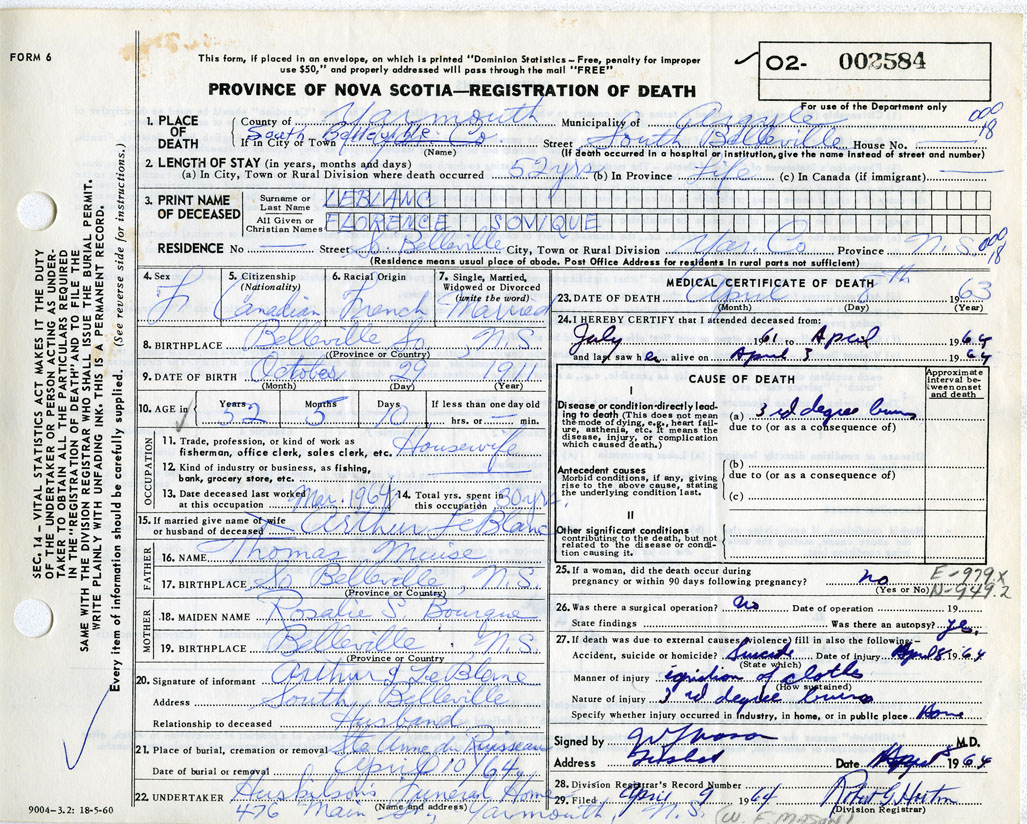 FORM 6
This form, if placed in an envelope, on which is printed "Dominion Statistics – Free, penalty for improper
use $50," and properly addressed will pass through the mail "FREE"
✓ O2- 002584
PROVINCE OF NOVA SCOTIA—REGISTRATION OF DEATH
For use of the Department only
1. PLACE OF DEATH
County of Yarmouth Municipality of Argyle 000 18
South Belleville Co.
If in City or Town (Name) Street South Belleville House No. —
(If death occurred in a hospital or institution, give the name instead of street and number)
2. LENGTH OF STAY (in years, months and days)
(a) In City, Town or Rural Division where death occurred 52 yrs (b) In Province Life (c) In Canada (if immigrant) —
3. PRINT NAME OF DECEASED
Surname or Last Name LEBLANC
All Given or Christian Names FLORENCE
RESIDENCE No — Street S. Belleville City, Town or Rural Division Yar. Co. Province N.S. 000 18
(Residence means usual place of abode. Post Office Address for residents in rural parts not sufficient)
4. Sex F.
5. Citizenship (Nationality) Canadian
6. Racial Origin French
7. Single, Married, Widowed or Divorced (write the word) Married
8. BIRTHPLACE Belleville So., N.S.
(Province or Country)
9. DATE OF BIRTH October 29 1911
(Month) (Day) (Year)
10. AGE in Years 52 Months 5 Days 10 If less than one day old
hrs. or — min.
OCCUPATION
11. Trade, profession, or kind of work as
fisherman, office clerk, sales clerk, etc. Housewife
12. Kind of industry or business, as fishing,
bank, grocery store, etc. —
13. Date deceased last worked
at this occupation Mar. 1964
14. Total yrs. spent in
this occupation 30 yrs
15. If married give name of wife
or husband of deceased Arthur LeBlanc
FATHER
16. NAME Thomas Muise
17. BIRTHPLACE So. Belleville, N.S.
(Province or Country)
MOTHER
18. MAIDEN NAME Rosalie S. Bourque
19. BIRTHPLACE Belleville, N.S.
(Province or Country
20. Signature of informant Arthur J LeBlanc
Address South Belleville
Relationship to deceased Husband
21. Place of burial, cremation or removal Ste Anne du Ruisseau
Date of burial or removal April 10/64
22. UNDERTAKER Funeral Home
(Name and address)
476 Main St., Yarmouth, N.S.
MEDICAL CERTIFICATE OF DEATH
23. DATE OF DEATH April 8th 1963
(Month) (Day) (Year)
24. I HEREBY CERTIFY that I attended deceased from:
July 1961 to April 1964
and last saw her alive on April 3 1964
CAUSE OF DEATH
Approximate interval between onset and death
I
Disease or condition directly leading to death (This does not mean the mode of dying, e.g., heart failure, asthenia, etc. It means the disease, injury, or complication which caused death.)
(a) 3rd degree burns
due to (or as a consequence of)
Antecedent causes
Morbid conditions, if any, giving rise to the above cause, stating the underlying condition last.
(b)
due to (or as a consequence of)
(c)
II
Other significant conditions
contributing to the death, but not related to the disease or condition causing it.
25. If a woman, did the death occur during
pregnancy or within 90 days following pregnancy? no
(Yes or No)
E-979.X
N-949.2
26. Was there a surgical operation? No Date of operation 19
State findings Was there an autopsy? yes.
27. If death was due to external causes (violence) fill in also the following:—
Accident, suicide or homicide? Suicide Date of injury April 8 1964
(State which)
Manner of injury ignition of cloths
(How sustained)
Nature of injury 3rd degree burns
Specify whether injury occurred in industry, in home, or in public place Home
Signed by M.D.
Address Date April 8 1964
28. Division Registrar's Record Number
29. Filed April 9 1964
(Division Registrar)
(W. F. MASON)
SEC. 14 – VITAL STATISTICS ACT MAKES IT THE DUTY
OF THE UNDERTAKER OR PERSON ACTING AS UNDER-
TAKER TO OBTAIN ALL THE PARTICULARS REQUIRED
IN THE "REGISTRATION OF DEATH" AND TO FILE THE
SAME WITH THE DIVISION REGISTRAR WHO SHALL ISSUE THE BURIAL PERMIT.
WRITE PLAINLY WITH UNFADING INK. THIS IS A PERMANENT RECORD.
Every item of information should be carefully supplied. (See reverse side for instructions.)
9004-3.2: 18-5-60